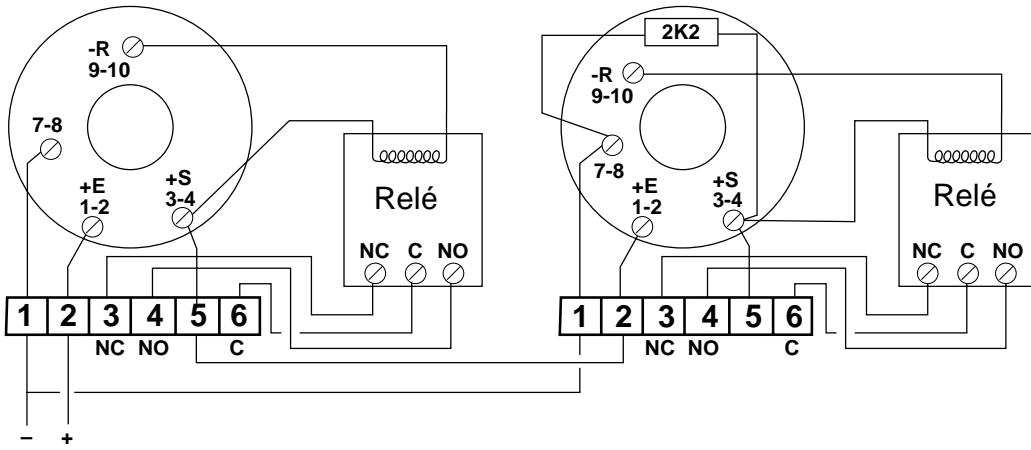 -R
9-10
7-8
+E
1-2
+S
3-4
Relé
NC C NO
1 2 3 4 5 6
NC NO C
− +
2K2
-R
9-10
7-8
+E
1-2
+S
3-4
Relé
NC C NO
1 2 3 4 5 6
NC NO C